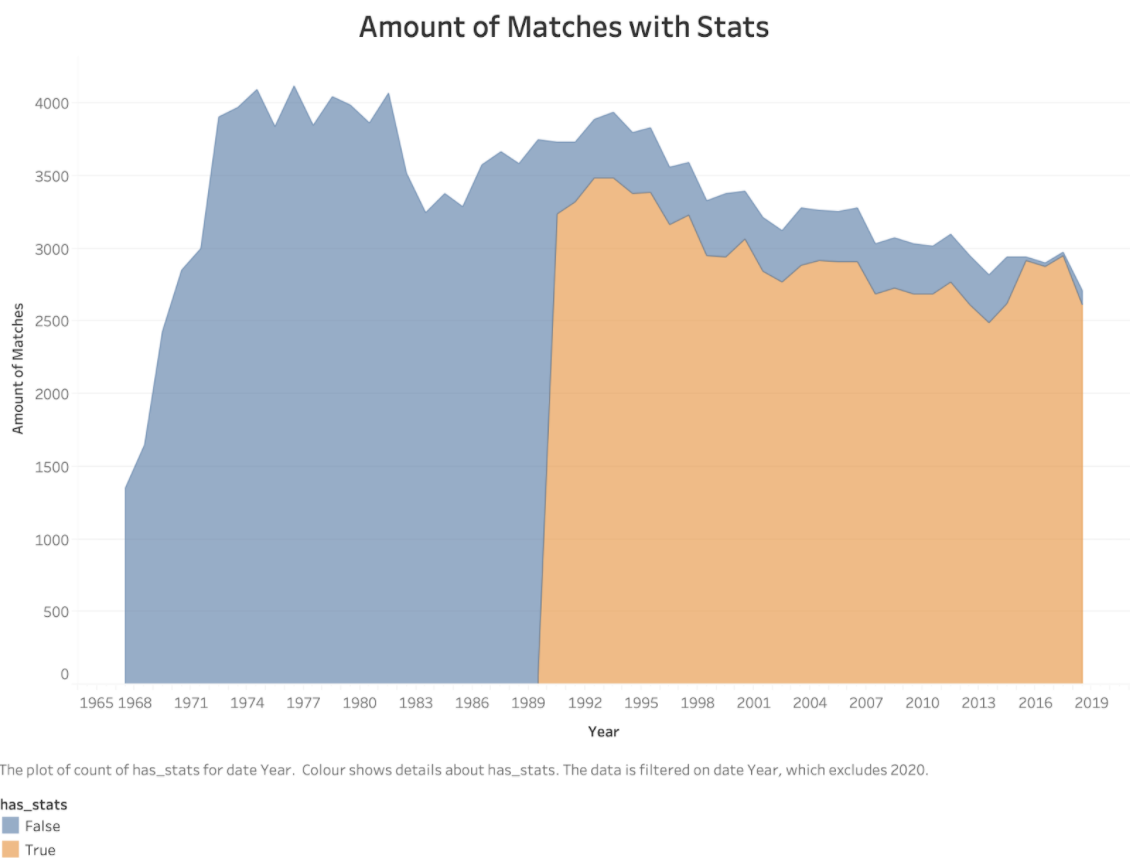 Amount of Matches with Stats
4000
3500
3000
2500
2000
1500
1000
500
0
Amount of Matches
1965 1968 1971 1974 1977 1980 1983 1986 1989 1992 1995 1998 2001 2004 2007 2010 2013 2016 2019
Year
The plot of count of has_stats for date Year. Colour shows details about has_stats. The data is filtered on date Year, which excludes 2020.
has_stats
False
True